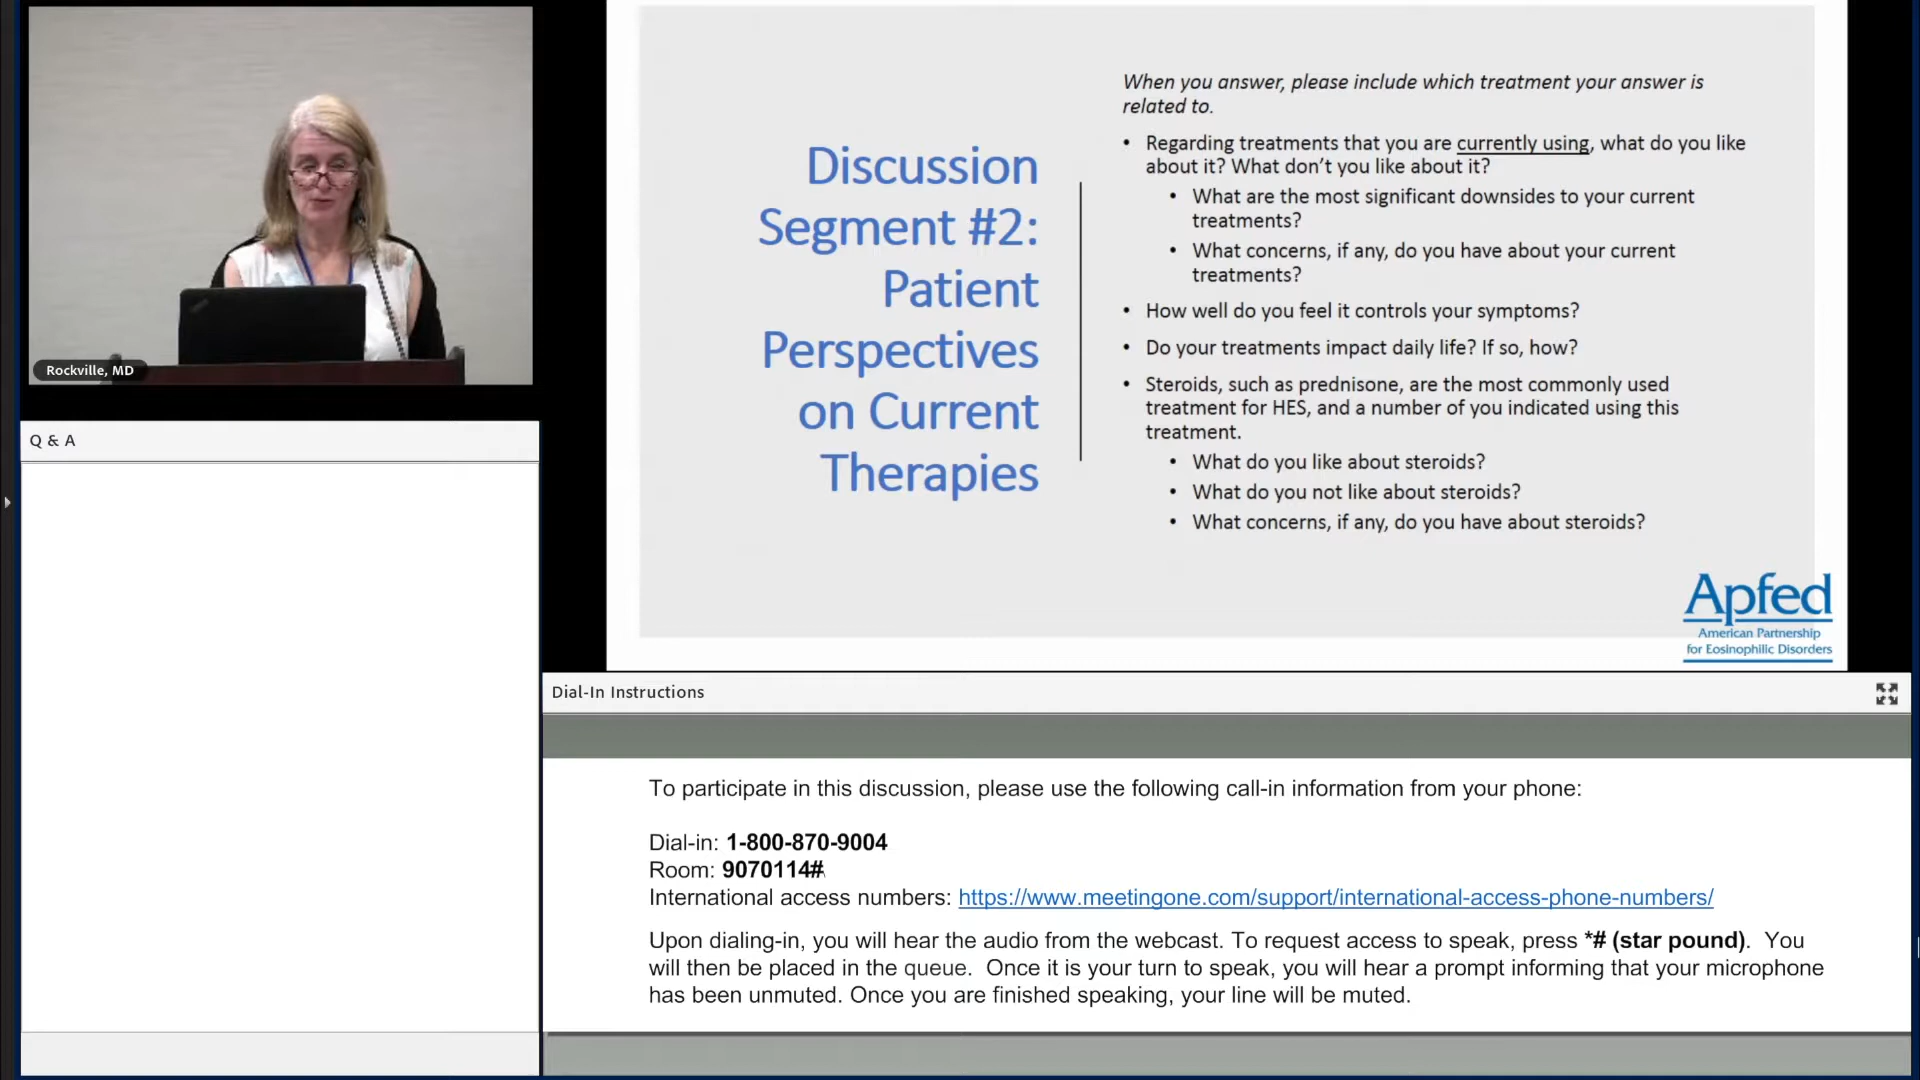 Rockville, MD
Q & A
Discussion
Segment #2:
Patient
Perspectives
on Current
Therapies
When you answer, please include which treatment your answer is
related to.
• Regarding treatments that you are currently using, what do you like
about it? What don’t you like about it?
• What are the most significant downsides to your current
treatments?
• What concerns, if any, do you have about your current
treatments?
• How well do you feel it controls your symptoms?
• Do your treatments impact daily life? If so, how?
• Steroids, such as prednisone, are the most commonly used
treatment for HES, and a number of you indicated using this
treatment.
• What do you like about steroids?
• What do you not like about steroids?
• What concerns, if any, do you have about steroids?
Apfed
American Partnership
for Eosinophilic Disorders
Dial-In Instructions
To participate in this discussion, please use the following call-in information from your phone:
Dial-in: 1-800-870-9004
Room: 9070114#
International access numbers: https://www.meetingone.com/support/international-access-phone-numbers/
Upon dialing-in, you will hear the audio from the webcast. To request access to speak, press *# (star pound). You
will then be placed in the queue. Once it is your turn to speak, you will hear a prompt informing that your microphone
has been unmuted. Once you are finished speaking, your line will be muted.